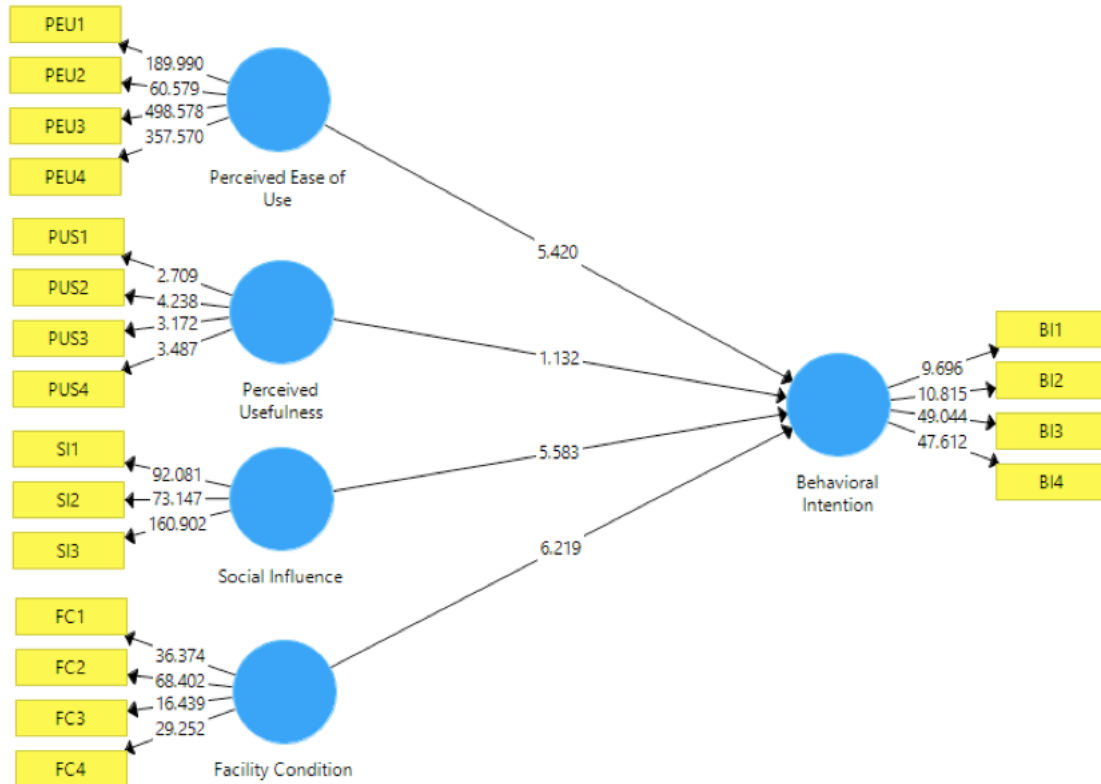 PEU1
189.990
PEU2
60.579
PEU3
498.578
PEU4
357.570
Perceived Ease of
Use
5.420
PUS1
2.709
PUS2
4.238
PUS3
3.172
PUS4
3.487
Perceived
Usefulness
1.132
SI1
92.081
SI2
73.147
SI3
160.902
Social Influence
5.583
FC1
36.374
FC2
68.402
FC3
16.439
FC4
29.252
Facility Condition
6.219
Behavioral
Intention
9.696
BI1
10.815
BI2
49.044
BI3
47.612
BI4